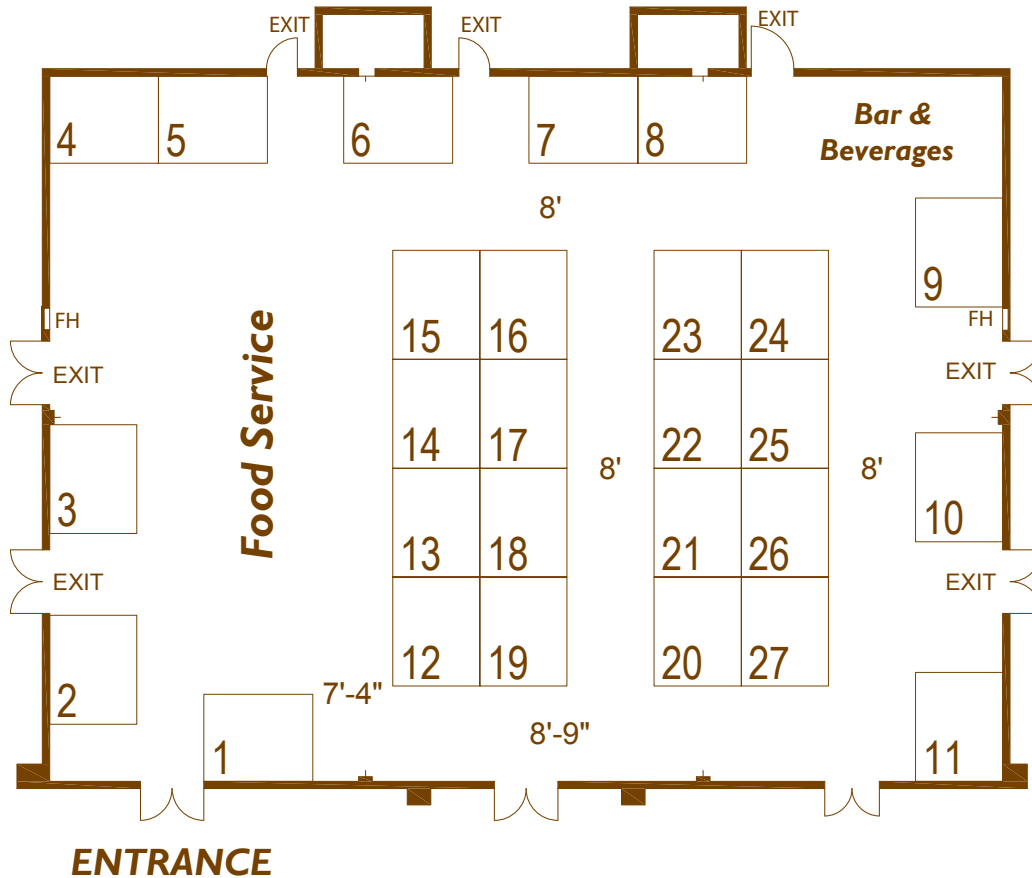 EXIT
EXIT
EXIT
4
5
6
7
8
Bar &
Beverages
8'
9
FH
FH
15
16
23
24
EXIT
EXIT
Food Service
14
17
8'
22
25
8'
3
10
13
18
21
26
EXIT
EXIT
12
19
20
27
2
7'-4"
8'-9"
1
11
ENTRANCE